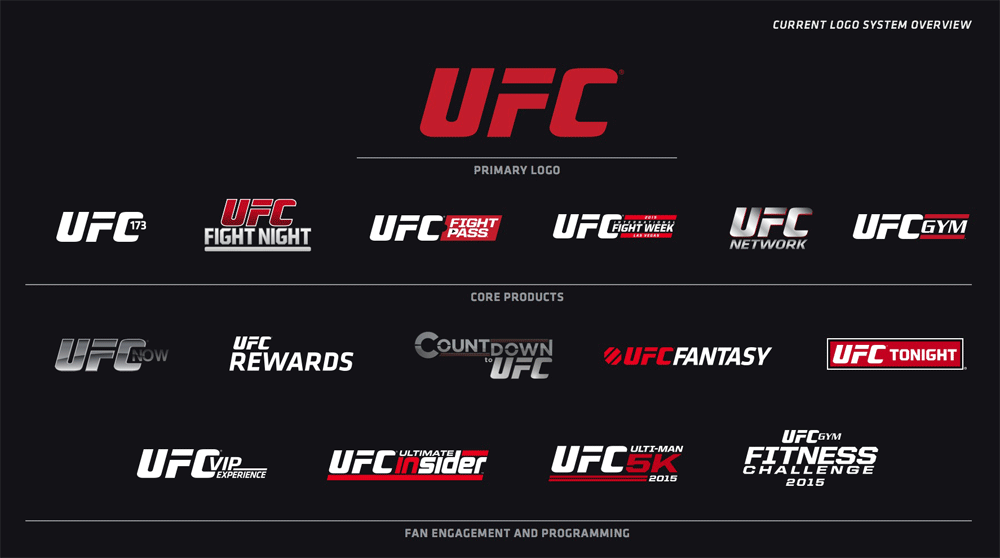 CURRENT LOGO SYSTEM OVERVIEW
UFC®
PRIMARY LOGO
UFC 173
UFC
FIGHT NIGHT
UFC FIGHT
PASS
UFC 2015
INTERNATIONAL
FIGHT WEEK
LAS VEGAS
UFC
NETWORK
UFC GYM
CORE PRODUCTS
UFC NOW
UFC
REWARDS
COUNTDOWN
to UFC
UFC FANTASY
UFC TONIGHT
UFC VIP
EXPERIENCE
UFC ULTIMATE
insider
UFC ULTI-MAN
5K
2015
UFC GYM
FITNESS
CHALLENGE
2015
FAN ENGAGEMENT AND PROGRAMMING